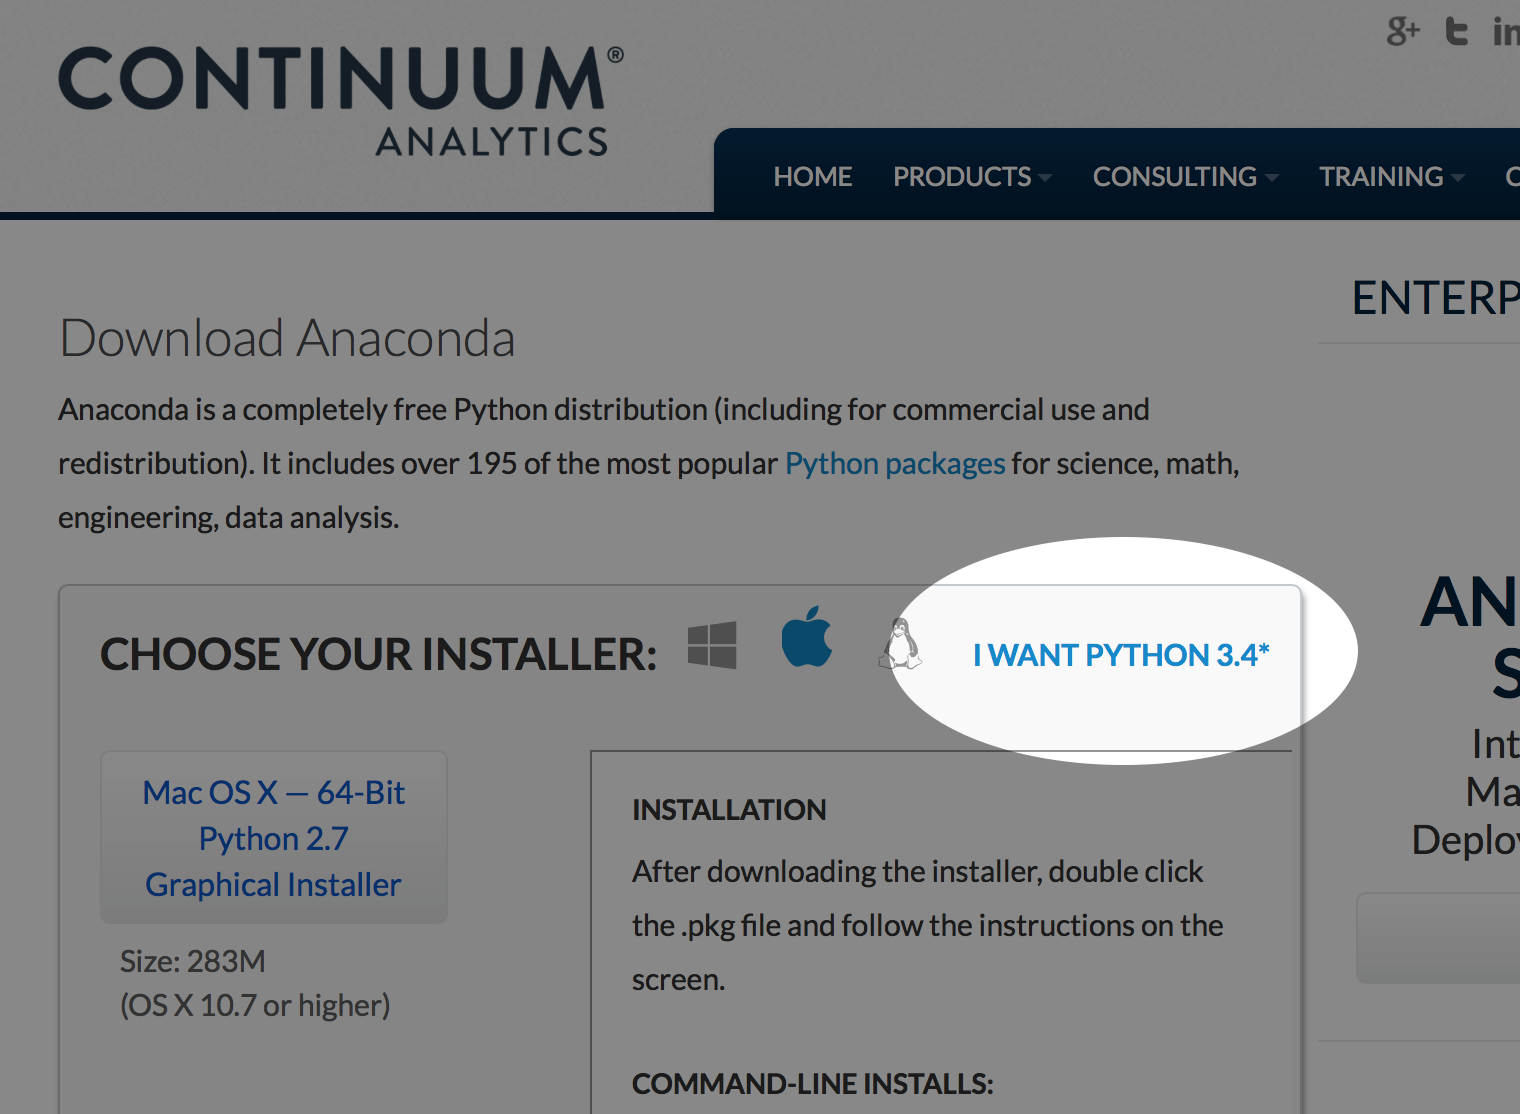 CONTINUUM®
ANALYTICS
g+ t in
HOME PRODUCTS CONSULTING TRAINING
Download Anaconda
Anaconda is a completely free Python distribution (including for commercial use and
redistribution). It includes over 195 of the most popular Python packages for science, math,
engineering, data analysis.
CHOOSE YOUR INSTALLER:
I WANT PYTHON 3.4*
Mac OS X — 64-Bit
Python 2.7
Graphical Installer
Size: 283M
(OS X 10.7 or higher)
INSTALLATION
After downloading the installer, double click
the .pkg file and follow the instructions on the
screen.
COMMAND-LINE INSTALLS:
ENTERP
AN
S
Int
Ma
Deplo